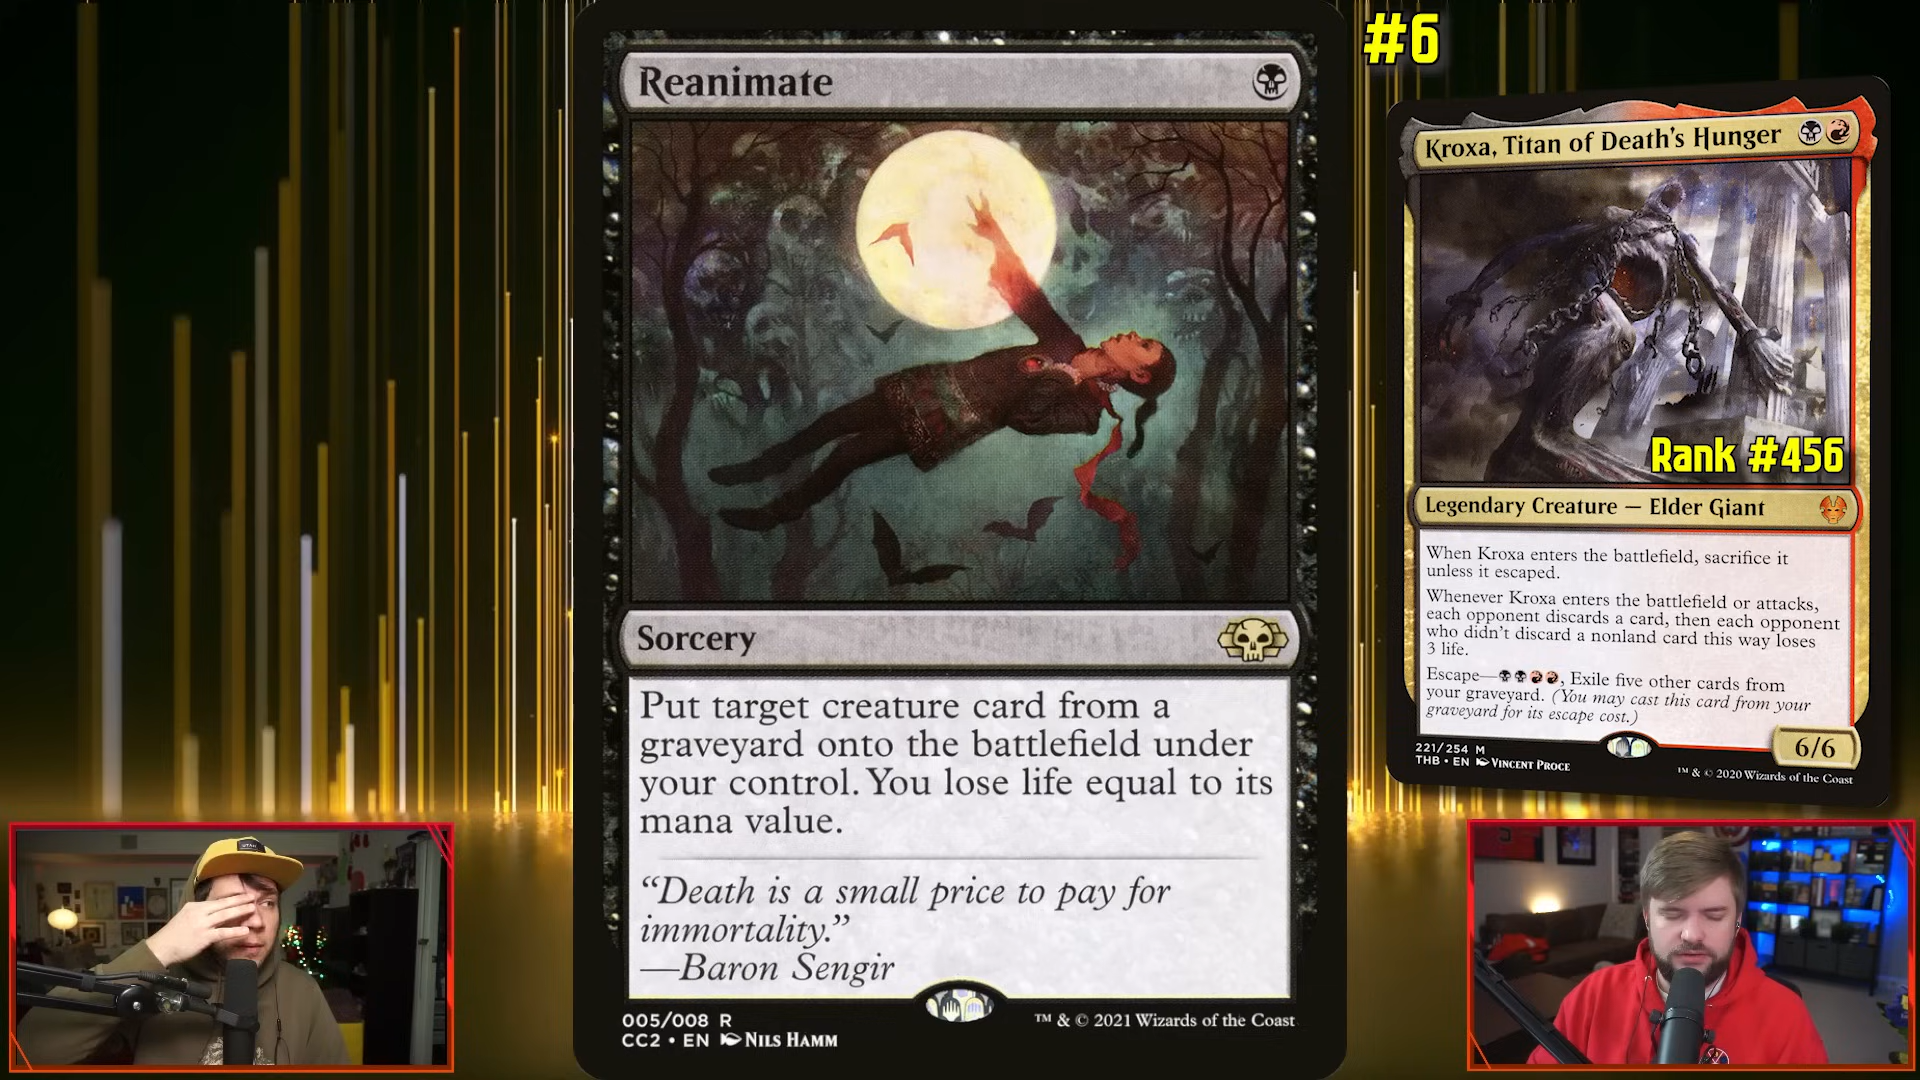 Reanimate
Sorcery
Put target creature card from a
graveyard onto the battlefield under
your control. You lose life equal to its
mana value.
“Death is a small price to pay for
immortality.”
—Baron Sengir
005/008 R
CC2 • EN NILS HAMM
™ & © 2021 Wizards of the Coast
#6
Kroxa, Titan of Death's Hunger
Rank #456
Legendary Creature — Elder Giant
When Kroxa enters the battlefield, sacrifice it
unless it escaped.
Whenever Kroxa enters the battlefield or attacks,
each opponent discards a card, then each opponent
who didn't discard a nonland card this way loses
3 life.
Escape—, Exile five other cards from
your graveyard. (You may cast this card from your
graveyard for its escape cost.)
6/6
221/254 M
THB • EN VINCENT PROCE
™ & © 2020 Wizards of the Coast
UTAH